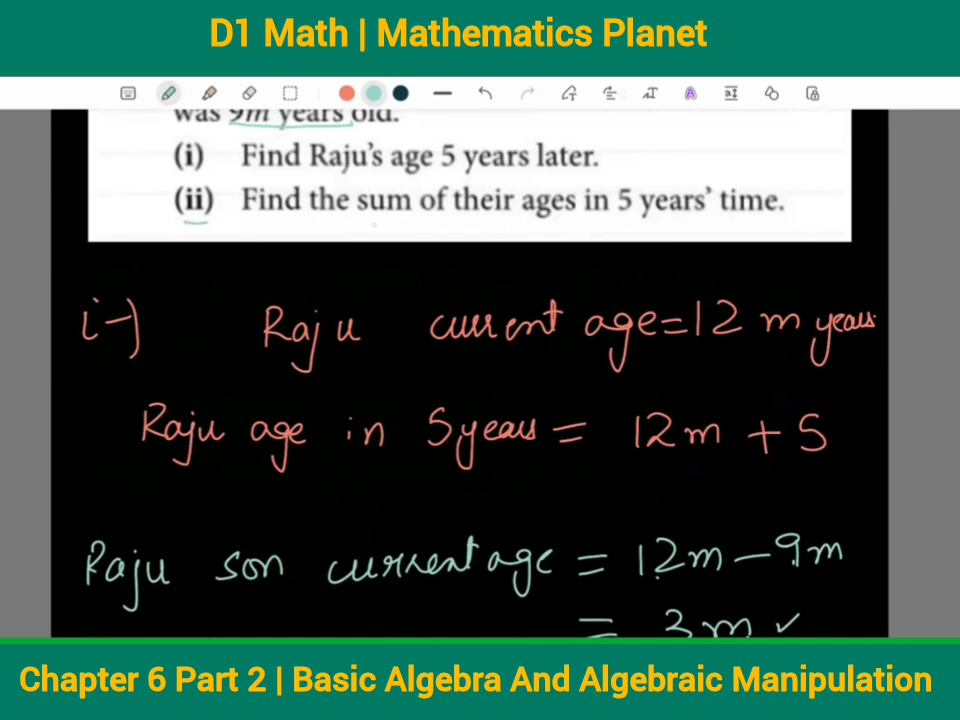 D1 Math | Mathematics Planet
was 9m years old.
(i) Find Raju's age 5 years later.
(ii) Find the sum of their ages in 5 years' time.
i-) Raju current age=12 m years
Raju age in 5 years = 12m + 5
Raju son current age = 12m - 9m
= 3m ✓
Chapter 6 Part 2 | Basic Algebra And Algebraic Manipulation